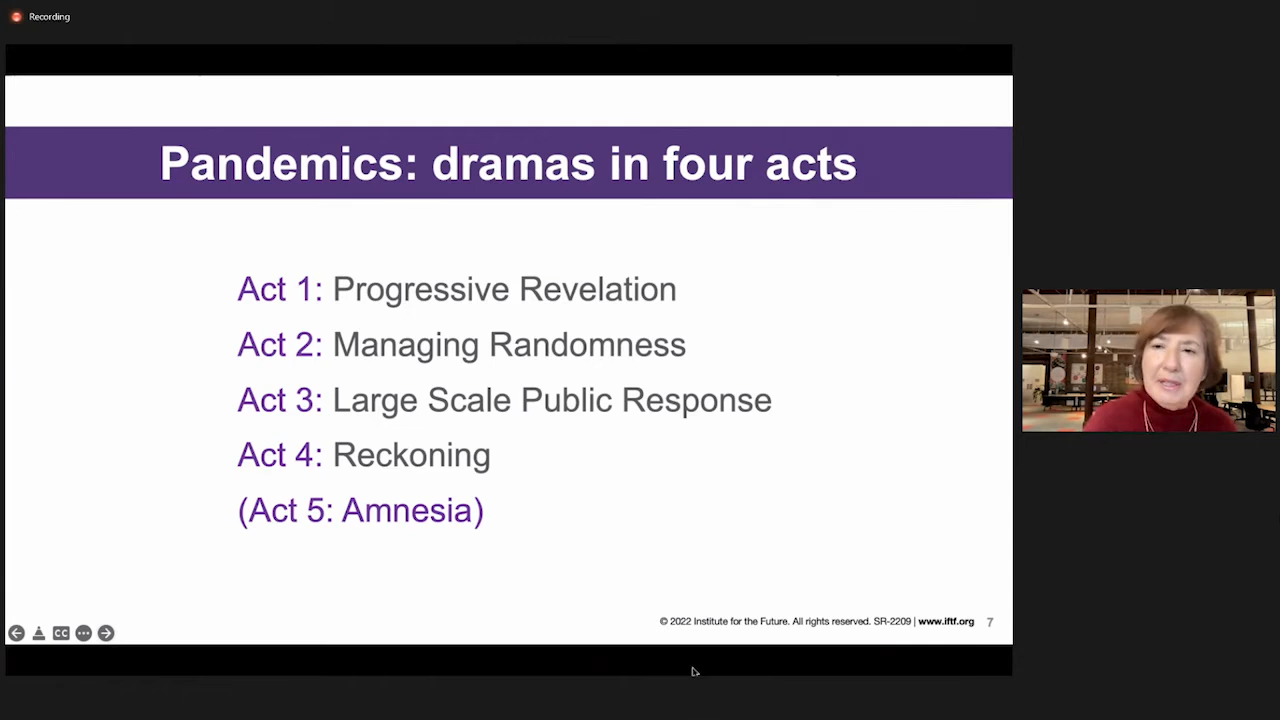 Recording
Pandemics: dramas in four acts
Act 1: Progressive Revelation
Act 2: Managing Randomness
Act 3: Large Scale Public Response
Act 4: Reckoning
(Act 5: Amnesia)
© 2022 Institute for the Future. All rights reserved. SR-2209 | www.iftf.org 7
CC